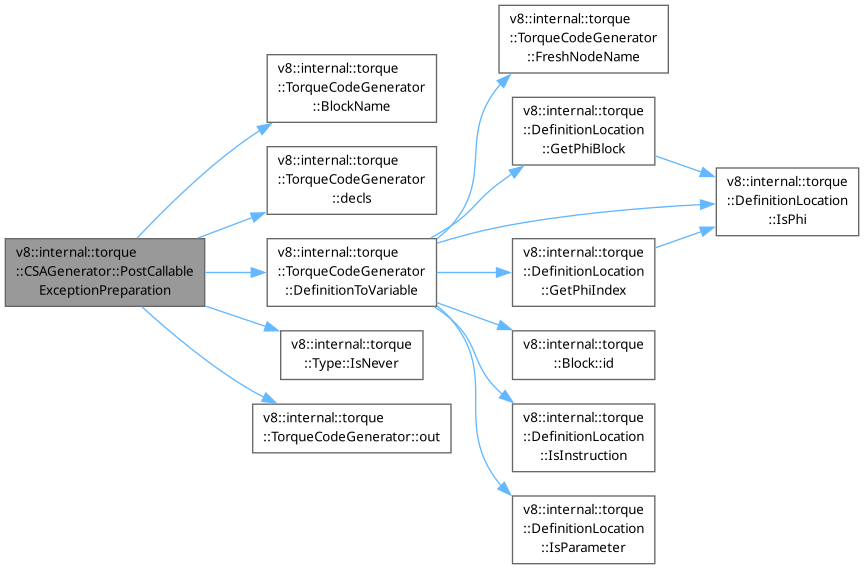 v8::internal::torque
::CSAGenerator::PostCallable
ExceptionPreparation
v8::internal::torque
::TorqueCodeGenerator
::BlockName
v8::internal::torque
::TorqueCodeGenerator
::decls
v8::internal::torque
::TorqueCodeGenerator
::DefinitionToVariable
v8::internal::torque
::Type::IsNever
v8::internal::torque
::TorqueCodeGenerator::out
v8::internal::torque
::TorqueCodeGenerator
::FreshNodeName
v8::internal::torque
::DefinitionLocation
::GetPhiBlock
v8::internal::torque
::DefinitionLocation
::GetPhiIndex
v8::internal::torque
::Block::id
v8::internal::torque
::DefinitionLocation
::IsInstruction
v8::internal::torque
::DefinitionLocation
::IsParameter
v8::internal::torque
::DefinitionLocation
::IsPhi